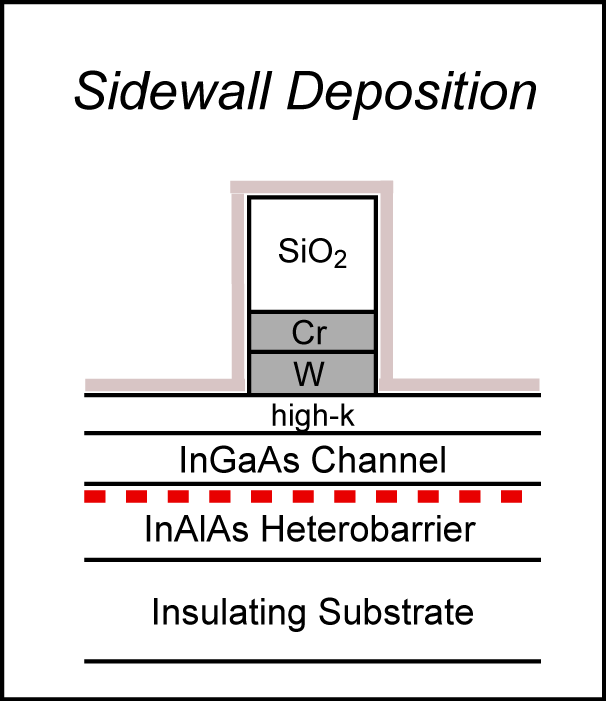 Sidewall Deposition
SiO₂
Cr
W
high-k
InGaAs Channel
InAlAs Heterobarrier
Insulating Substrate